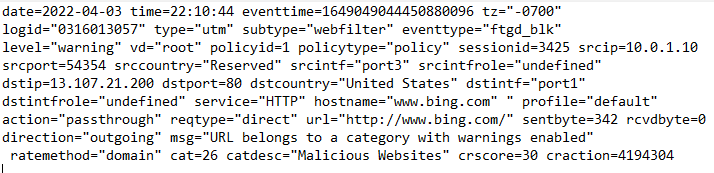 date=2022-04-03 time=22:10:44 eventtime=1649049044450880096 tz="-0700"
logid="0316013057" type="utm" subtype="webfilter" eventtype="ftgd_blk"
level="warning" vd="root" policyid=1 policytype="policy" sessionid=3425 srcip=10.0.1.10
srcport=54354 srccountry="Reserved" srcintf="port3" srcintfrole="undefined"
dstip=13.107.21.200 dstport=80 dstcountry="United States" dstintf="port1"
dstintfrole="undefined" service="HTTP" hostname="www.bing.com" " profile="default"
action="passthrough" reqtype="direct" url="http://www.bing.com/" sentbyte=342 rcvdbyte=0
direction="outgoing" msg="URL belongs to a category with warnings enabled"
ratemethod="domain" cat=26 catdesc="Malicious Websites" crscore=30 craction=4194304